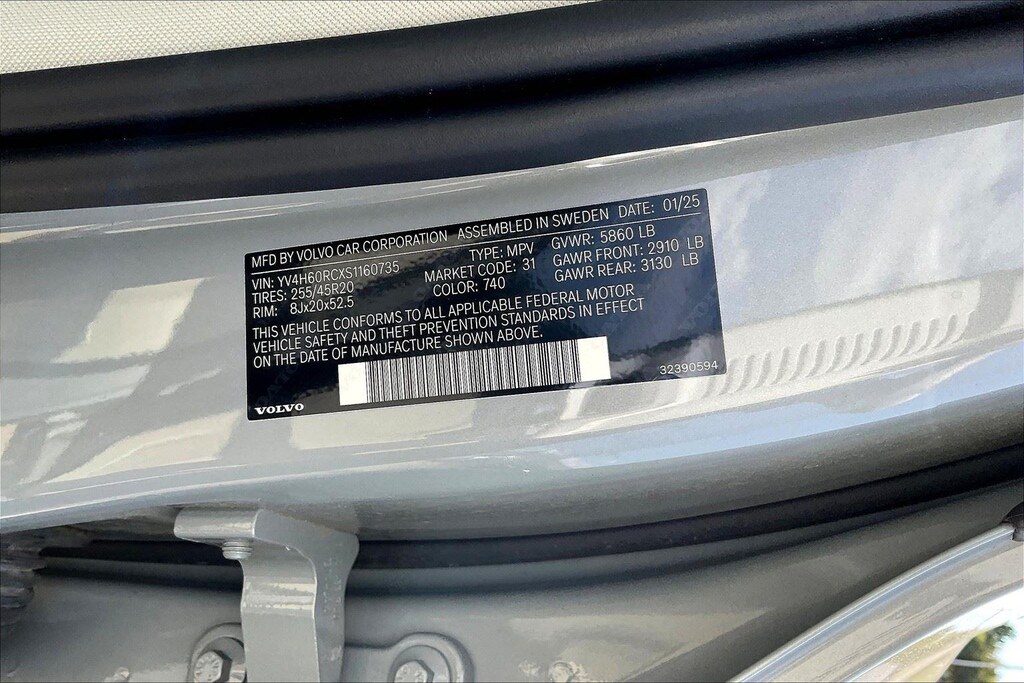 MFD BY VOLVO CAR CORPORATION ASSEMBLED IN SWEDEN DATE: 01/25
VIN: YV4H60RCXS1160735 TYPE: MPV GVWR: 5860 LB
TIRES: 255/45R20 MARKET CODE: 31 GAWR FRONT: 2910 LB
RIM: 8Jx20x52.5 COLOR: 740 GAWR REAR: 3130 LB
THIS VEHICLE CONFORMS TO ALL APPLICABLE FEDERAL MOTOR
VEHICLE SAFETY AND THEFT PREVENTION STANDARDS IN EFFECT
ON THE DATE OF MANUFACTURE SHOWN ABOVE.
VOLVO 32390594